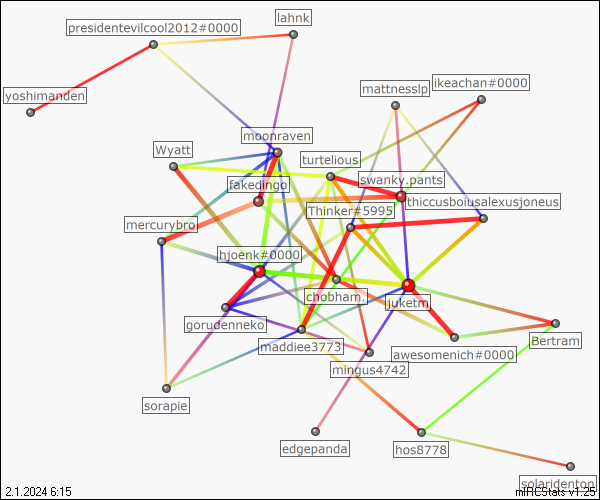 lahnk
presidentevilcool2012#0000
yoshimanden
mattnesslp
ikeachan#0000
moonraven
Wyatt
turtelious
swanky.pants
fakedingo
thiccusboiusalexusjoneus
Thinker#5995
mercurybro
hjoenk#0000
chobham.
juketm
gorudenneko
maddiee3773
awesomenich#0000
Bertram
mingus4742
sorapie
edgepanda
hos8778
solaridenton
2.1.2024 6:15
mIRCStats v1.25